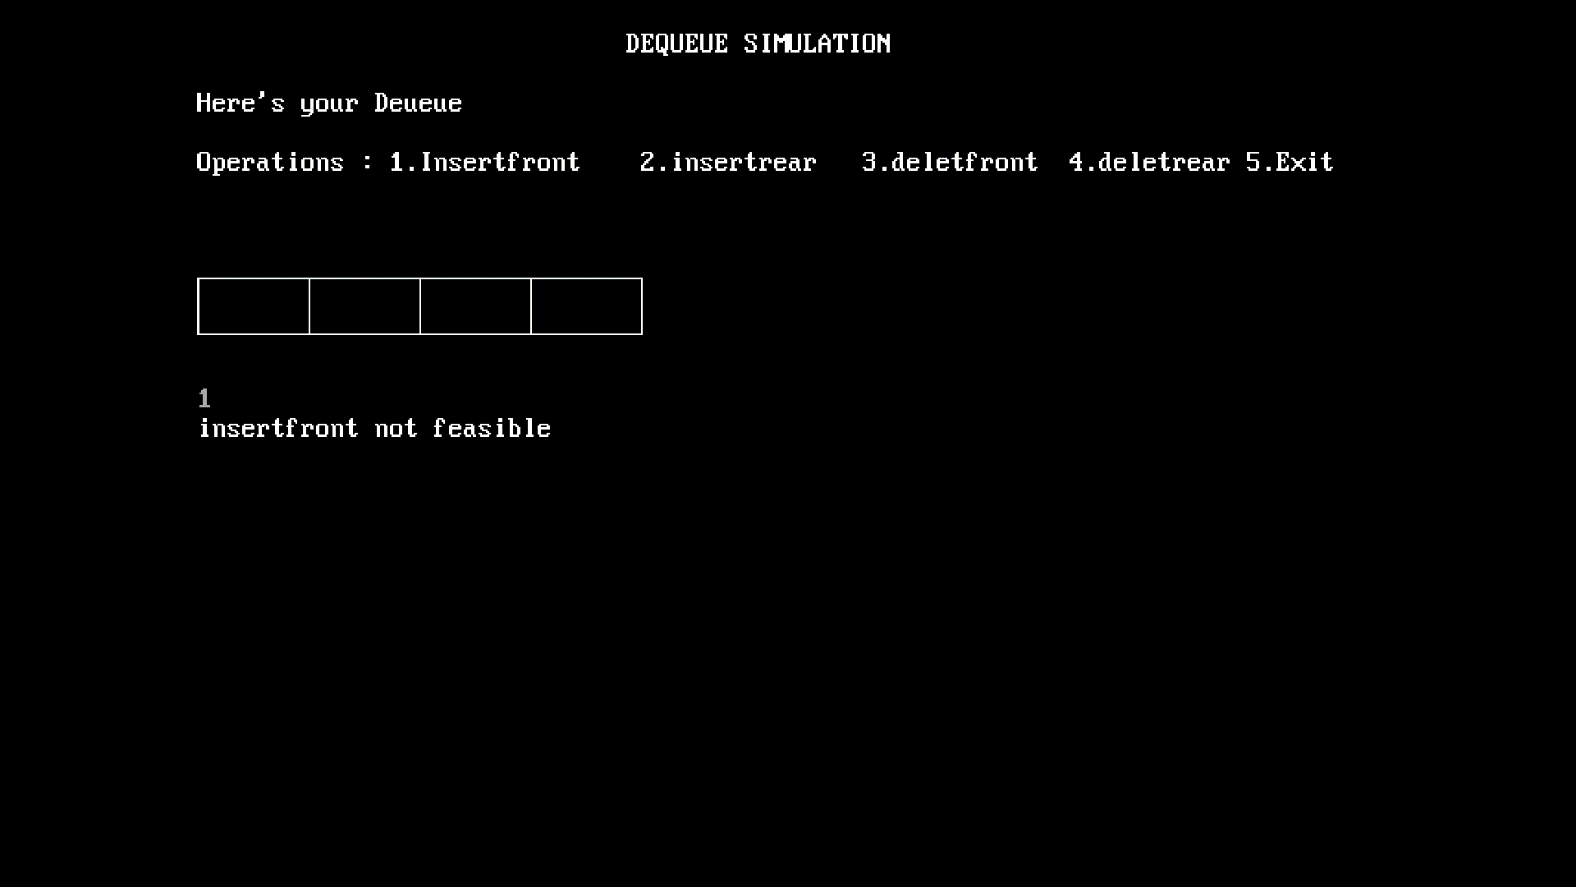 DEQUEUE SIMULATION
Here's your Deueue
Operations : 1.Insertfront 2.insertrear 3.deletfront 4.deletrear 5.Exit
1
insertfront not feasible